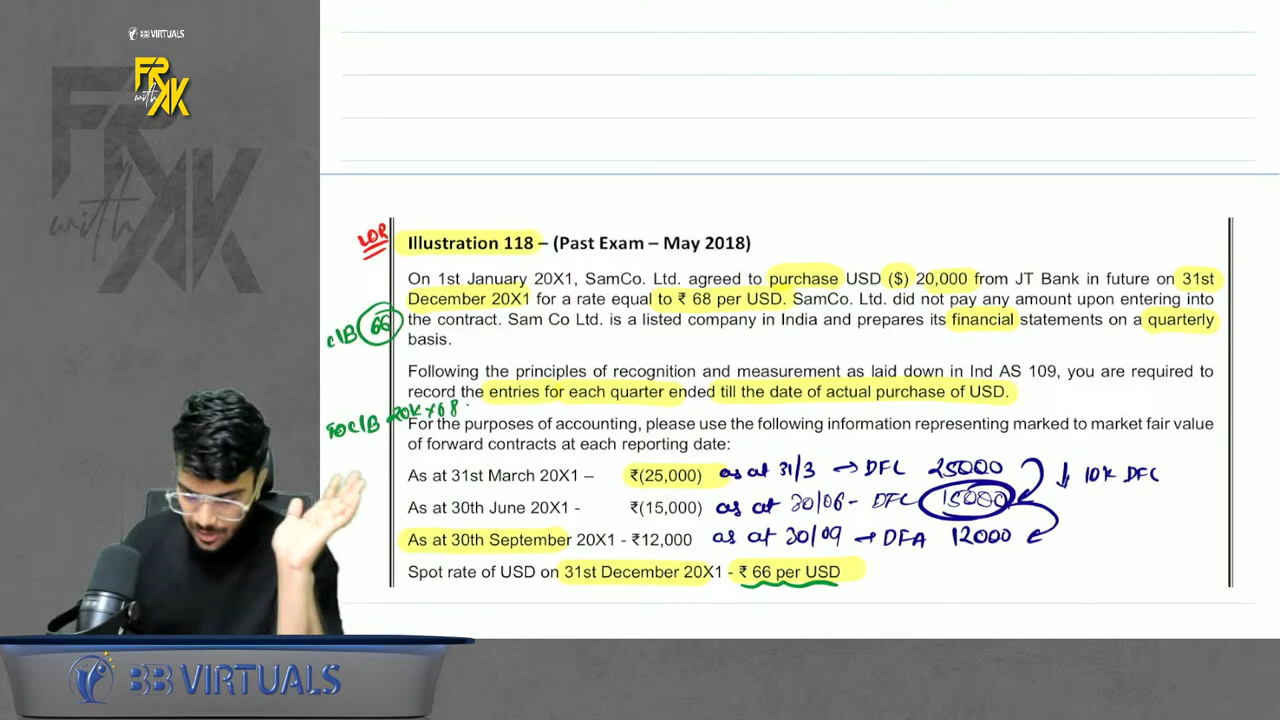 BB VIRTUALS
FR
with
AK
FR
with
AK
LDR
Illustration 118 – (Past Exam – May 2018)
On 1st January 20X1, SamCo. Ltd. agreed to purchase USD ($) 20,000 from JT Bank in future on 31st
December 20X1 for a rate equal to ₹ 68 per USD. SamCo. Ltd. did not pay any amount upon entering into
the contract. Sam Co Ltd. is a listed company in India and prepares its financial statements on a quarterly
basis.
C/B 66
Following the principles of recognition and measurement as laid down in Ind AS 109, you are required to
record the entries for each quarter ended till the date of actual purchase of USD.
TO C/B 20K x 68
For the purposes of accounting, please use the following information representing marked to market fair value
of forward contracts at each reporting date:
As at 31st March 20X1 – ₹(25,000) as at 31/3 → DFL 25000 ↓ 10K DFL
As at 30th June 20X1 - ₹(15,000) as at 30/06 - DFL 15000
As at 30th September 20X1 - ₹12,000 as at 30/09 → DFA 12000
Spot rate of USD on 31st December 20X1 - ₹ 66 per USD
BB VIRTUALS